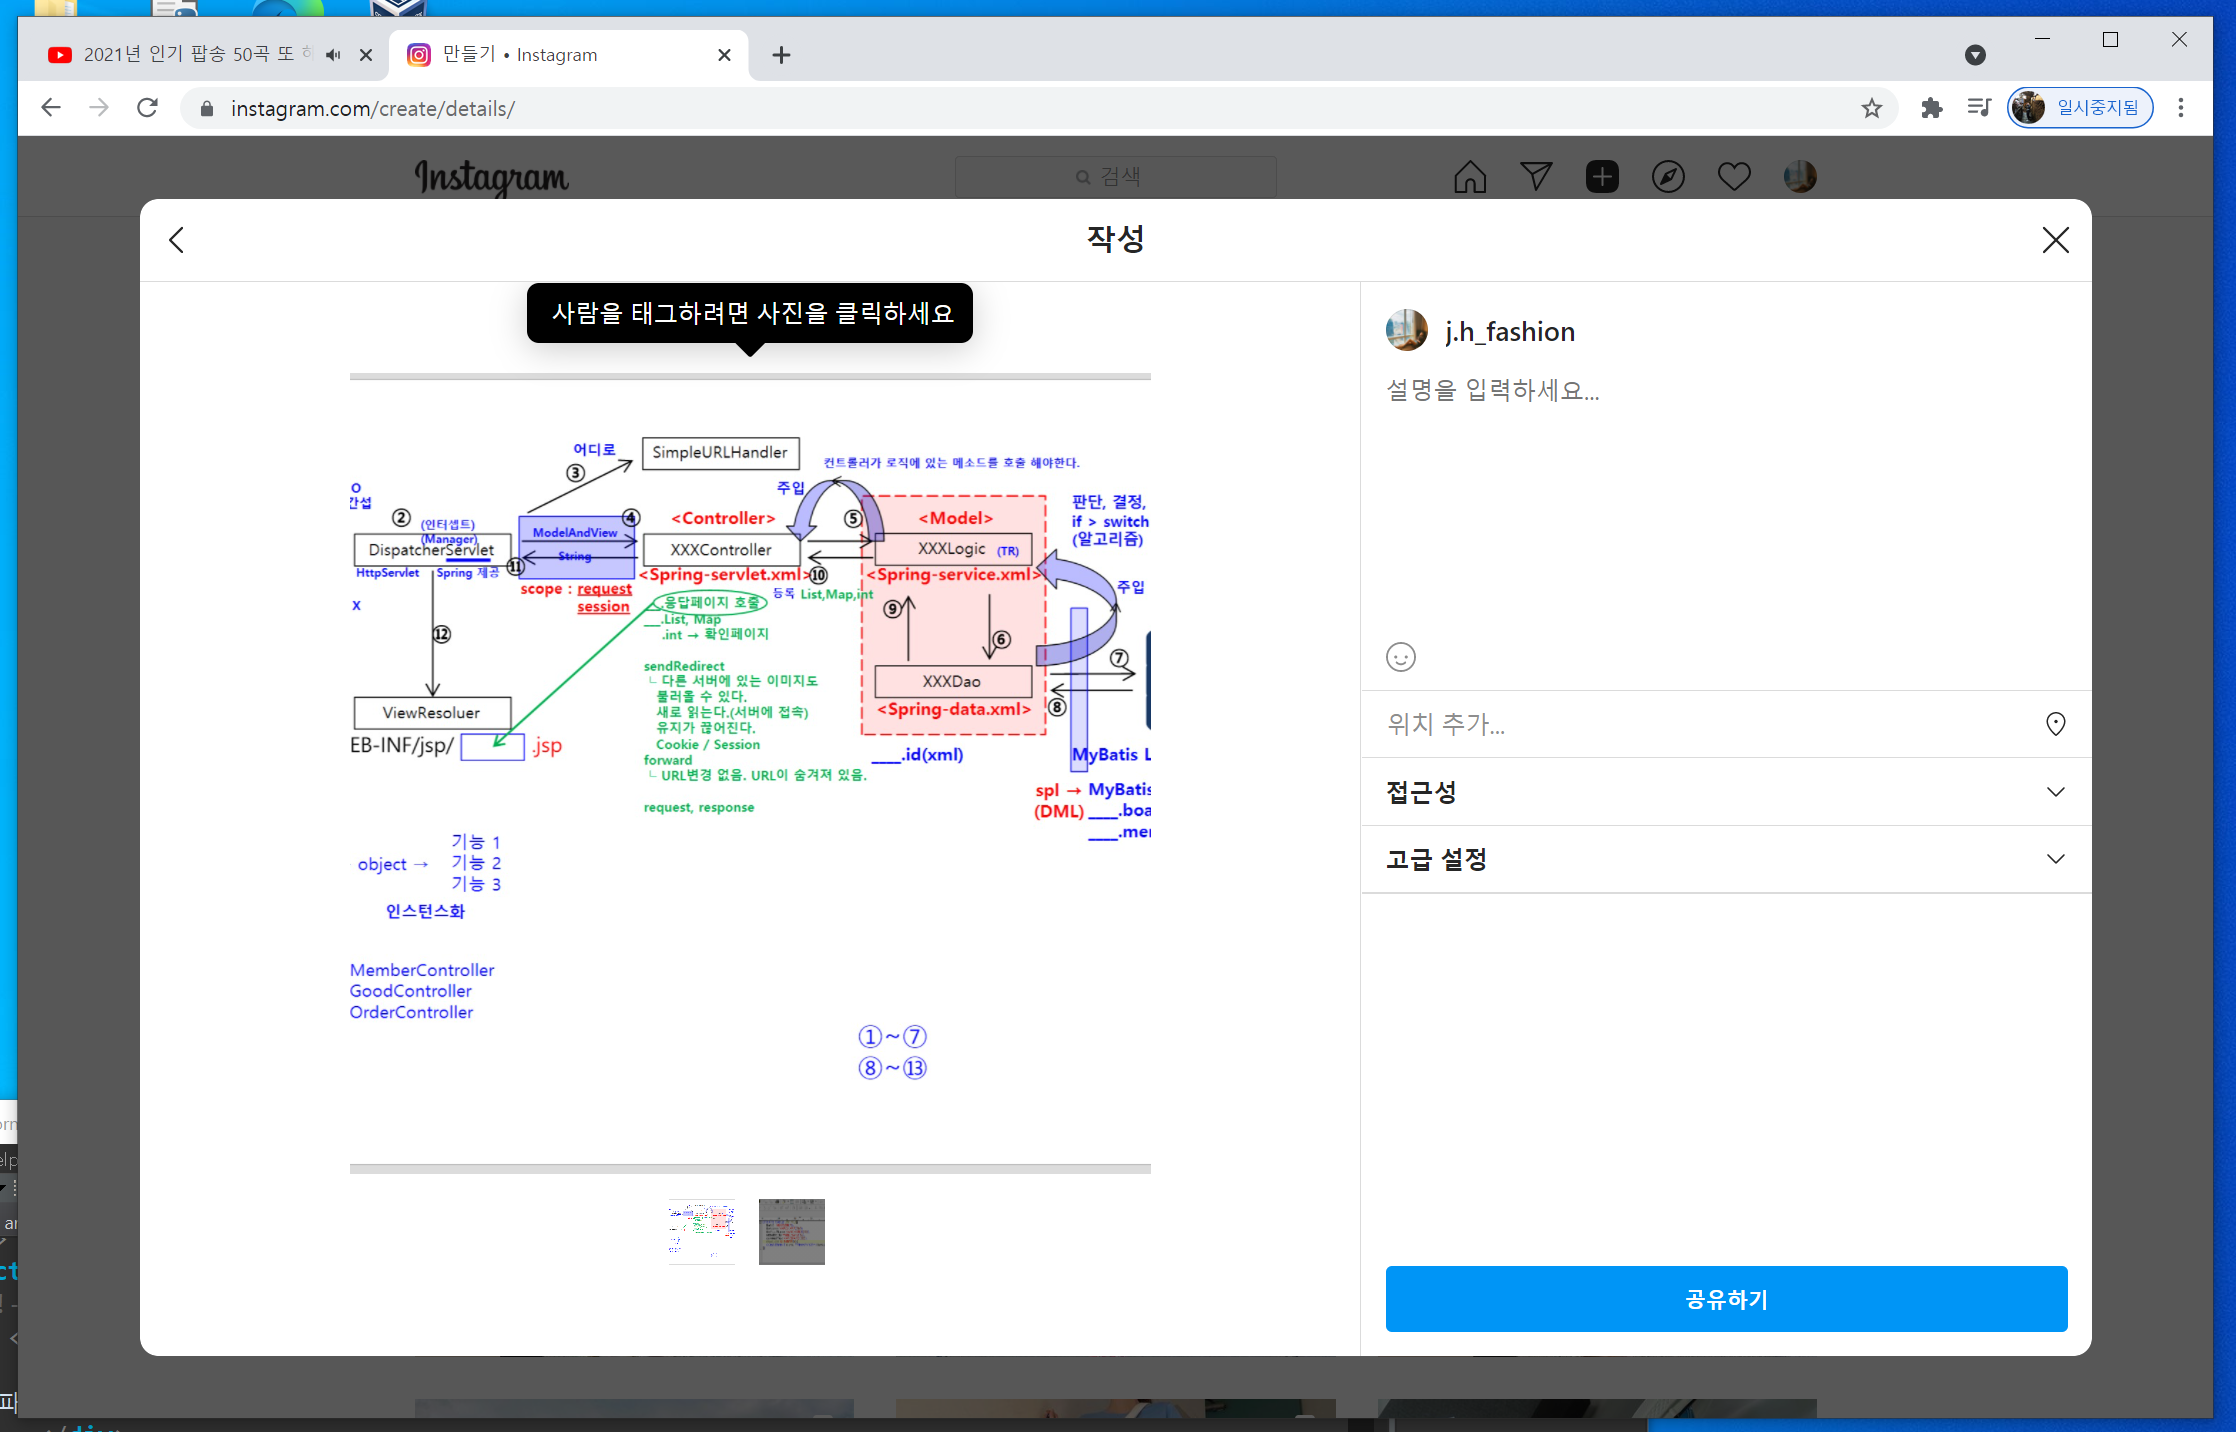 2021년 인기 팝송 50곡 또
만들기 • Instagram
instagram.com/create/details/
일시중지됨
Instagram
검색
작성
사람을 태그하려면 사진을 클릭하세요
j.h_fashion
설명을 입력하세요...
위치 추가...
접근성
고급 설정
공유하기
어디로
③
SimpleURLHandler
컨트롤러가 로직에 있는 메소드를 호출 해야한다.
주입
O
간섭
② (인터셉트)
(Manager)
DispatcherServlet
HttpServlet Spring 제공
X
ModelAndView
String
④
⑪
scope : request
session
<Controller>
XXXController
<Spring-servlet.xml>
⑤
⑩
등록 List,Map,int
<Model>
XXXLogic (TR)
<Spring-service.xml>
판단, 결정,
if > switch
(알고리즘)
주입
⑨
⑥
⑦
⑧
XXXDao
<Spring-data.xml>
____.id(xml)
MyBatis L
spl → MyBatis
(DML) ____.boa
____.mer
__.응답페이지 호출
__.List, Map
.int → 확인페이지
sendRedirect
└ 다른 서버에 있는 이미지도
불러올 수 있다.
새로 읽는다.(서버에 접속)
유지가 끊어진다.
Cookie / Session
forward
└ URL변경 없음. URL이 숨겨져 있음.
request, response
⑫
ViewResoluer
EB-INF/jsp/ .jsp
기능 1
object → 기능 2
기능 3
인스턴스화
MemberController
GoodController
OrderController
①~⑦
⑧~⑬